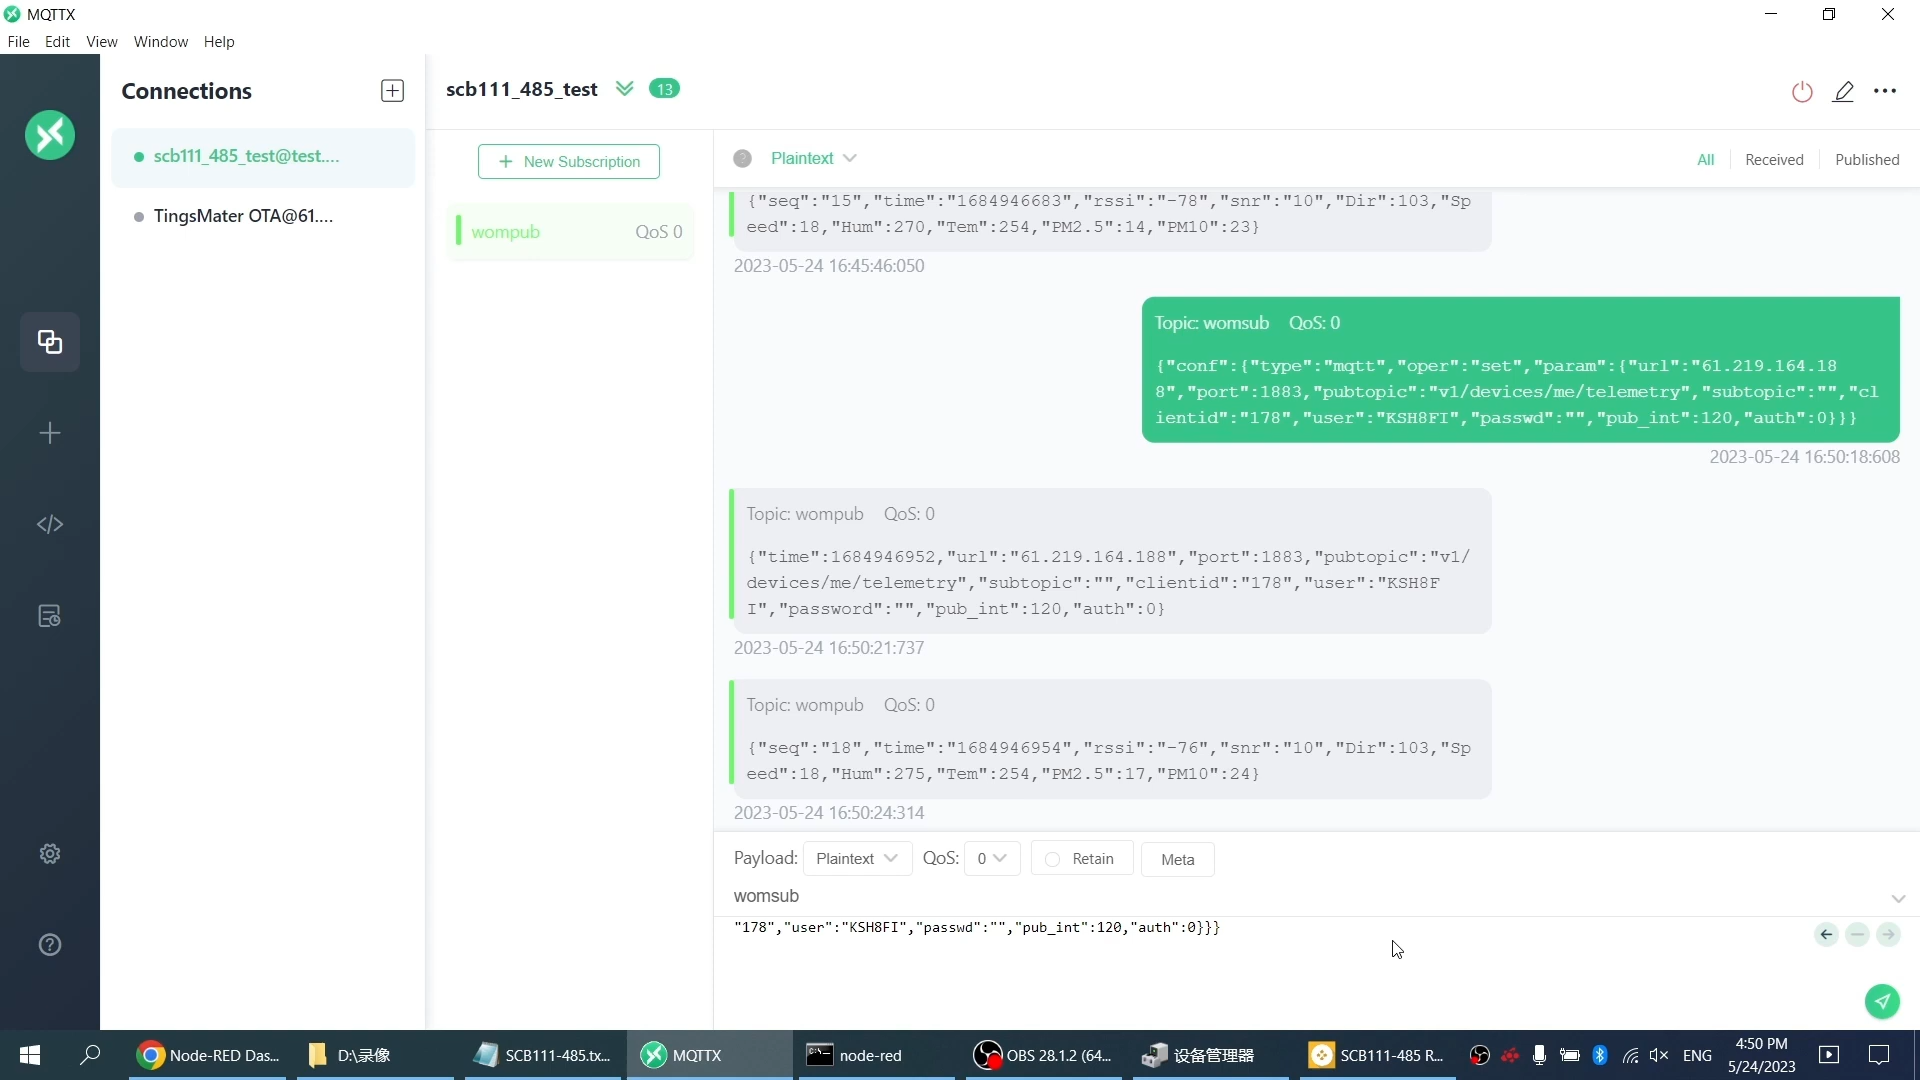 MQTTX
File Edit View Window Help
Connections
scb111_485_test@test....
TingsMater OTA@61....
scb111_485_test 13
New Subscription
wompub QoS 0
Plaintext
All Received Published
{"seq":"15","time":"1684946683","rssi":"-78","snr":"10","Dir":103,"Sp
eed":18,"Hum":270,"Tem":254,"PM2.5":14,"PM10":23}
2023-05-24 16:45:46:050
Topic: womsub QoS: 0
{"conf":{"type":"mqtt","oper":"set","param":{"url":"61.219.164.18
8","port":1883,"pubtopic":"v1/devices/me/telemetry","subtopic":"","cl
ientid":"178","user":"KSH8FI","passwd":"","pub_int":120,"auth":0}}}
2023-05-24 16:50:18:608
Topic: wompub QoS: 0
{"time":1684946952,"url":"61.219.164.188","port":1883,"pubtopic":"v1/
devices/me/telemetry","subtopic":"","clientid":"178","user":"KSH8F
I","password":"","pub_int":120,"auth":0}
2023-05-24 16:50:21:737
Topic: wompub QoS: 0
{"seq":"18","time":"1684946954","rssi":"-76","snr":"10","Dir":103,"Sp
eed":18,"Hum":275,"Tem":254,"PM2.5":17,"PM10":24}
2023-05-24 16:50:24:314
Payload: Plaintext QoS: 0 Retain Meta
womsub
"178","user":"KSH8FI","passwd":"","pub_int":120,"auth":0}}}
Node-RED Das... D:\录像 SCB111-485.tx... MQTTX node-red OBS 28.1.2 (64... 设备管理器 SCB111-485 R... ENG 4:50 PM
5/24/2023